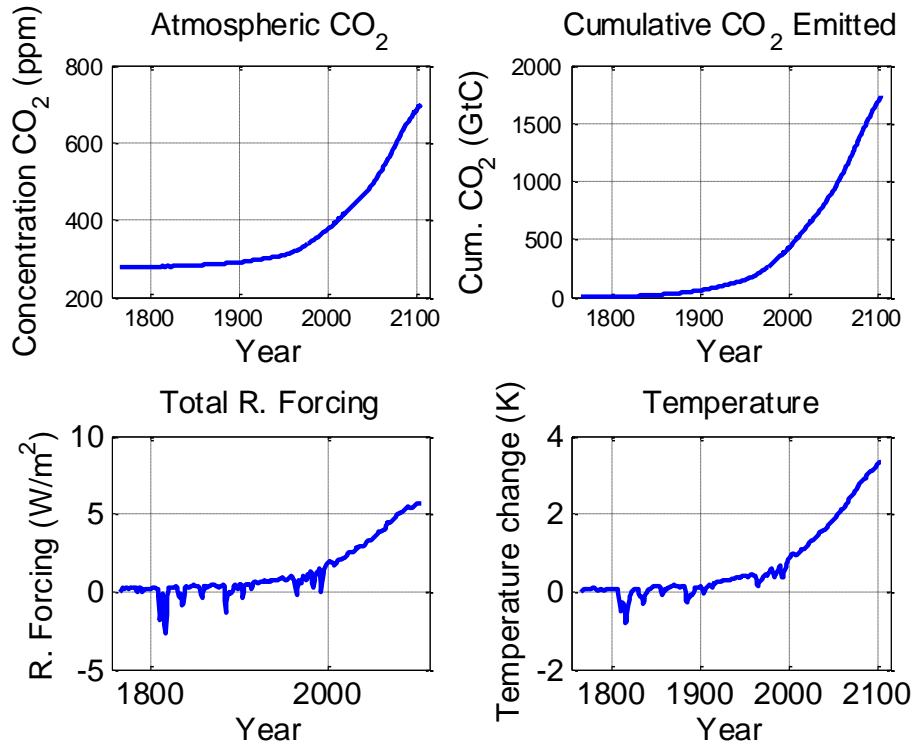 Atmospheric CO₂
Concentration CO₂ (ppm)
800
600
400
200
1800
1900
2000
2100
Year
Cumulative CO₂ Emitted
Cum. CO₂ (GtC)
2000
1500
1000
500
0
1800
1900
2000
2100
Year
Total R. Forcing
R. Forcing (W/m²)
10
5
0
-5
1800
2000
Year
Temperature
Temperature change (K)
4
2
0
-2
1800
1900
2000
2100
Year